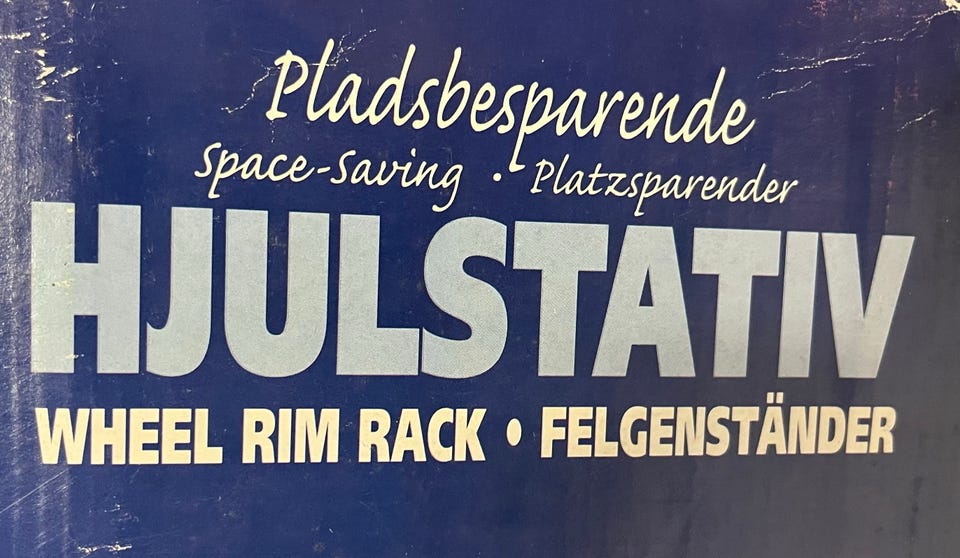 Pladsbesparende
Space-Saving • Platzsparender
HJULSTATIV
WHEEL RIM RACK • FELGENSTÄNDER